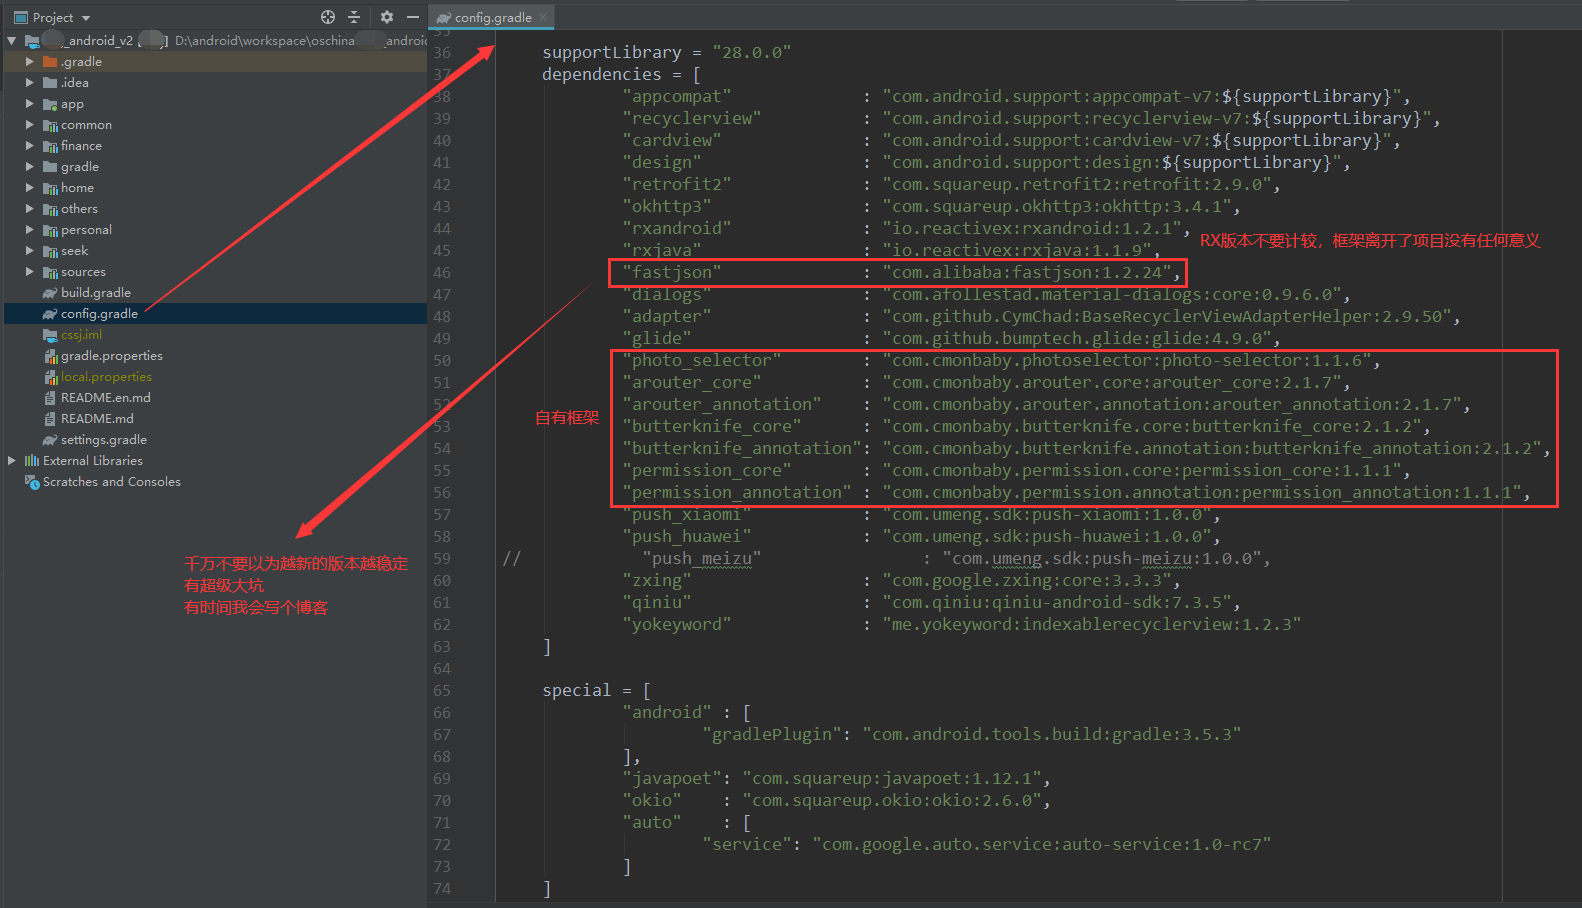 Project
config.gradle
_android_v2
] D:\android\workspace\oschina
_androi
.gradle
.idea
app
common
finance
gradle
home
others
personal
seek
sources
build.gradle
config.gradle
cssj.iml
gradle.properties
local.properties
README.en.md
README.md
settings.gradle
External Libraries
Scratches and Consoles
千万不要以为越新的版本越稳定
有超级大坑
有时间我会写个博客
35
36 supportLibrary = "28.0.0"
37 dependencies = [
38 "appcompat" : "com.android.support:appcompat-v7:${supportLibrary}",
39 "recyclerview" : "com.android.support:recyclerview-v7:${supportLibrary}",
40 "cardview" : "com.android.support:cardview-v7:${supportLibrary}",
41 "design" : "com.android.support:design:${supportLibrary}",
42 "retrofit2" : "com.squareup.retrofit2:retrofit:2.9.0",
43 "okhttp3" : "com.squareup.okhttp3:okhttp:3.4.1",
44 "rxandroid" : "io.reactivex:rxandroid:1.2.1",
RX版本不要计较，框架离开了项目没有任何意义
45 "rxjava" : "io.reactivex:rxjava:1.1.9",
46 "fastjson" : "com.alibaba:fastjson:1.2.24",
47 "dialogs" : "com.afollestad.material-dialogs:core:0.9.6.0",
48 "adapter" : "com.github.CymChad:BaseRecyclerViewAdapterHelper:2.9.50",
49 "glide" : "com.github.bumptech.glide:glide:4.9.0",
50 "photo_selector" : "com.cmonbaby.photoselector:photo-selector:1.1.6",
51 "arouter_core" : "com.cmonbaby.arouter.core:arouter_core:2.1.7",
52 "arouter_annotation" : "com.cmonbaby.arouter.annotation:arouter_annotation:2.1.7",
自有框架
53 "butterknife_core" : "com.cmonbaby.butterknife.core:butterknife_core:2.1.2",
54 "butterknife_annotation": "com.cmonbaby.butterknife.annotation:butterknife_annotation:2.1.2",
55 "permission_core" : "com.cmonbaby.permission.core:permission_core:1.1.1",
56 "permission_annotation" : "com.cmonbaby.permission.annotation:permission_annotation:1.1.1",
57 "push_xiaomi" : "com.umeng.sdk:push-xiaomi:1.0.0",
58 "push_huawei" : "com.umeng.sdk:push-huawei:1.0.0",
59 // "push_meizu" : "com.umeng.sdk:push-meizu:1.0.0",
60 "zxing" : "com.google.zxing:core:3.3.3",
61 "qiniu" : "com.qiniu:qiniu-android-sdk:7.3.5",
62 "yokeyword" : "me.yokeyword:indexablerecyclerview:1.2.3"
63 ]
64
65 special = [
66 "android" : [
67 "gradlePlugin": "com.android.tools.build:gradle:3.5.3"
68 ],
69 "javapoet": "com.squareup:javapoet:1.12.1",
70 "okio" : "com.squareup.okio:okio:2.6.0",
71 "auto" : [
72 "service": "com.google.auto.service:auto-service:1.0-rc7"
73 ]
74 ]